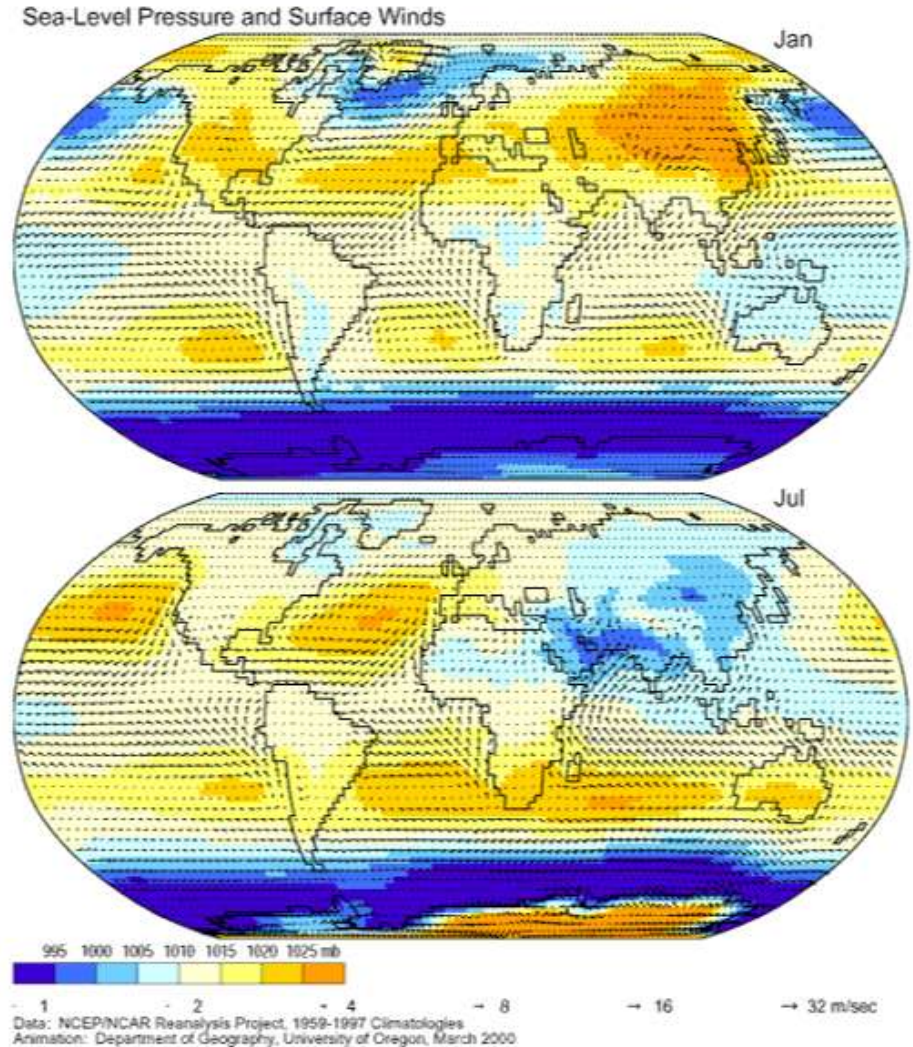 Sea-Level Pressure and Surface Winds
Jan
Jul
995 1000 1005 1010 1015 1020 1025 mb
1 2 4 8 16 32 m/sec
Data: NCEP/NCAR Reanalysis Project, 1959-1997 Climatologies
Animation: Department of Geography, University of Oregon, March 2000